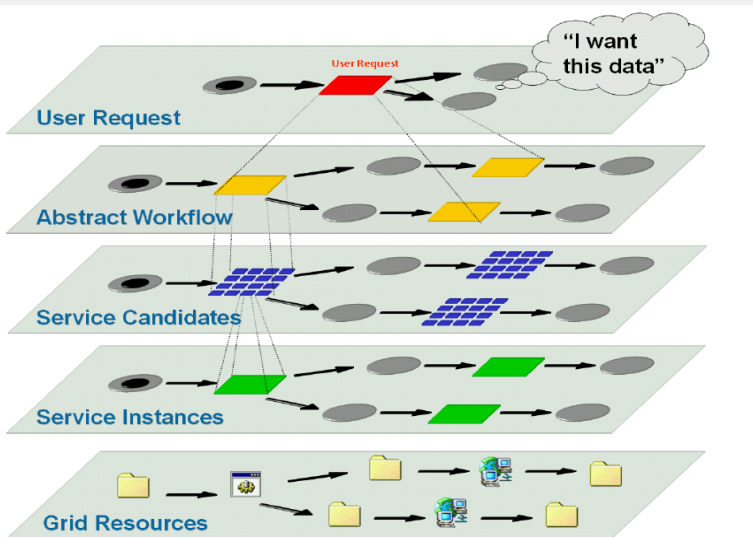 “I want
this data”
User Request
User Request
Abstract Workflow
Service Candidates
Service Instances
Grid Resources